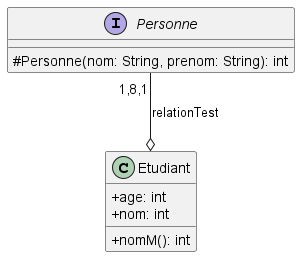 I Personne
#Personne(nom: String, prenom: String): int
1,8,1
relationTest
C Etudiant
+age: int
+nom: int
+nomM(): int